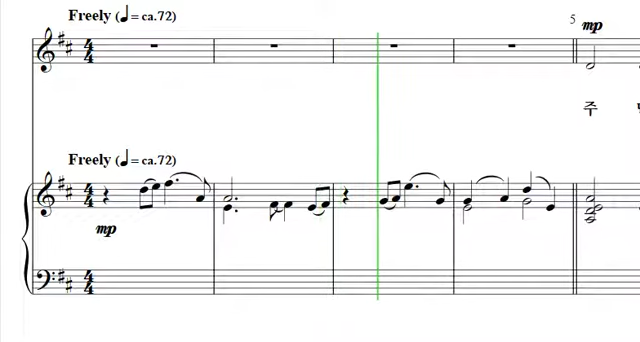 Freely (♩ = ca.72)
5 mp
주
Freely (♩ = ca.72)
mp